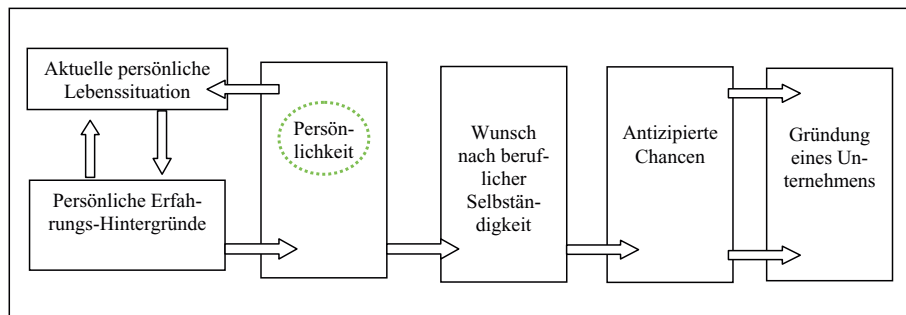 Aktuelle persönliche
Lebenssituation
Persönliche Erfah-
rungs-Hintergründe
Persön-
lichkeit
Wunsch
nach beruf-
licher
Selbstän-
digkeit
Antizipierte
Chancen
Gründung
eines Un-
ternehmens